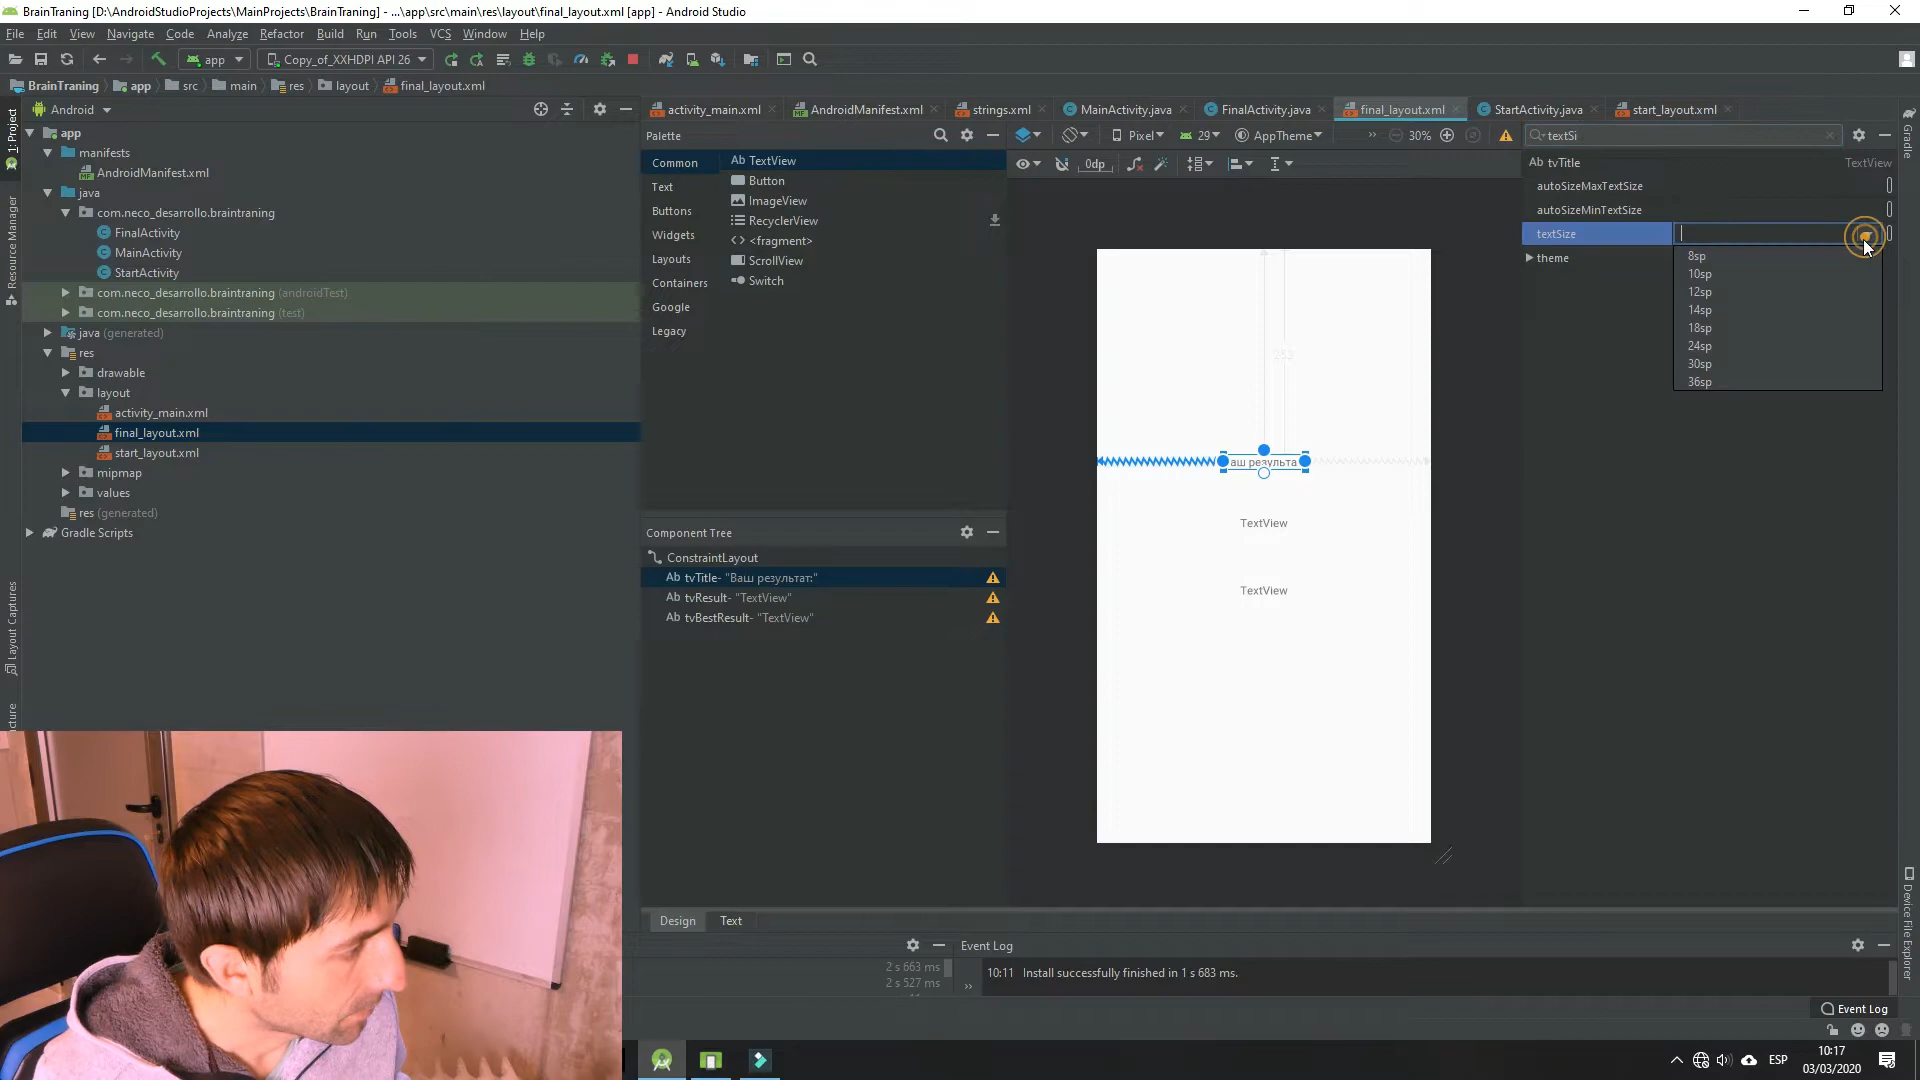 BrainTraning [D:\AndroidStudioProjects\MainProjects\BrainTraning] - ...\app\src\main\res\layout\final_layout.xml [app] - Android Studio
File Edit View Navigate Code Analyze Refactor Build Run Tools VCS Window Help
app Copy_of_XXHDPI API 26
BrainTraning app src main res layout final_layout.xml
Android
activity_main.xml AndroidManifest.xml strings.xml MainActivity.java FinalActivity.java final_layout.xml StartActivity.java start_layout.xml
1: Project
Resource Manager
Layout Captures
app
manifests
AndroidManifest.xml
java
com.neco_desarrollo.braintraning
FinalActivity
MainActivity
StartActivity
com.neco_desarrollo.braintraning (androidTest)
com.neco_desarrollo.braintraning (test)
java (generated)
res
drawable
layout
activity_main.xml
final_layout.xml
start_layout.xml
mipmap
values
res (generated)
Gradle Scripts
Palette
Common
Text
Buttons
Widgets
Layouts
Containers
Google
Legacy
Ab TextView
Button
ImageView
RecyclerView
<> <fragment>
ScrollView
Switch
Component Tree
ConstraintLayout
Ab tvTitle- "Ваш результат:"
Ab tvResult- "TextView"
Ab tvBestResult- "TextView"
Pixel 29 AppTheme 30%
0dp
аш результа
TextView
TextView
textSi
Ab tvTitle TextView
autoSizeMaxTextSize
autoSizeMinTextSize
textSize
theme
8sp
10sp
12sp
14sp
18sp
24sp
30sp
36sp
Gradle
Device File Explorer
Design Text
2 s 663 ms
2 s 527 ms
Event Log
10:11 Install successfully finished in 1 s 683 ms.
Event Log
ESP
10:17
03/03/2020